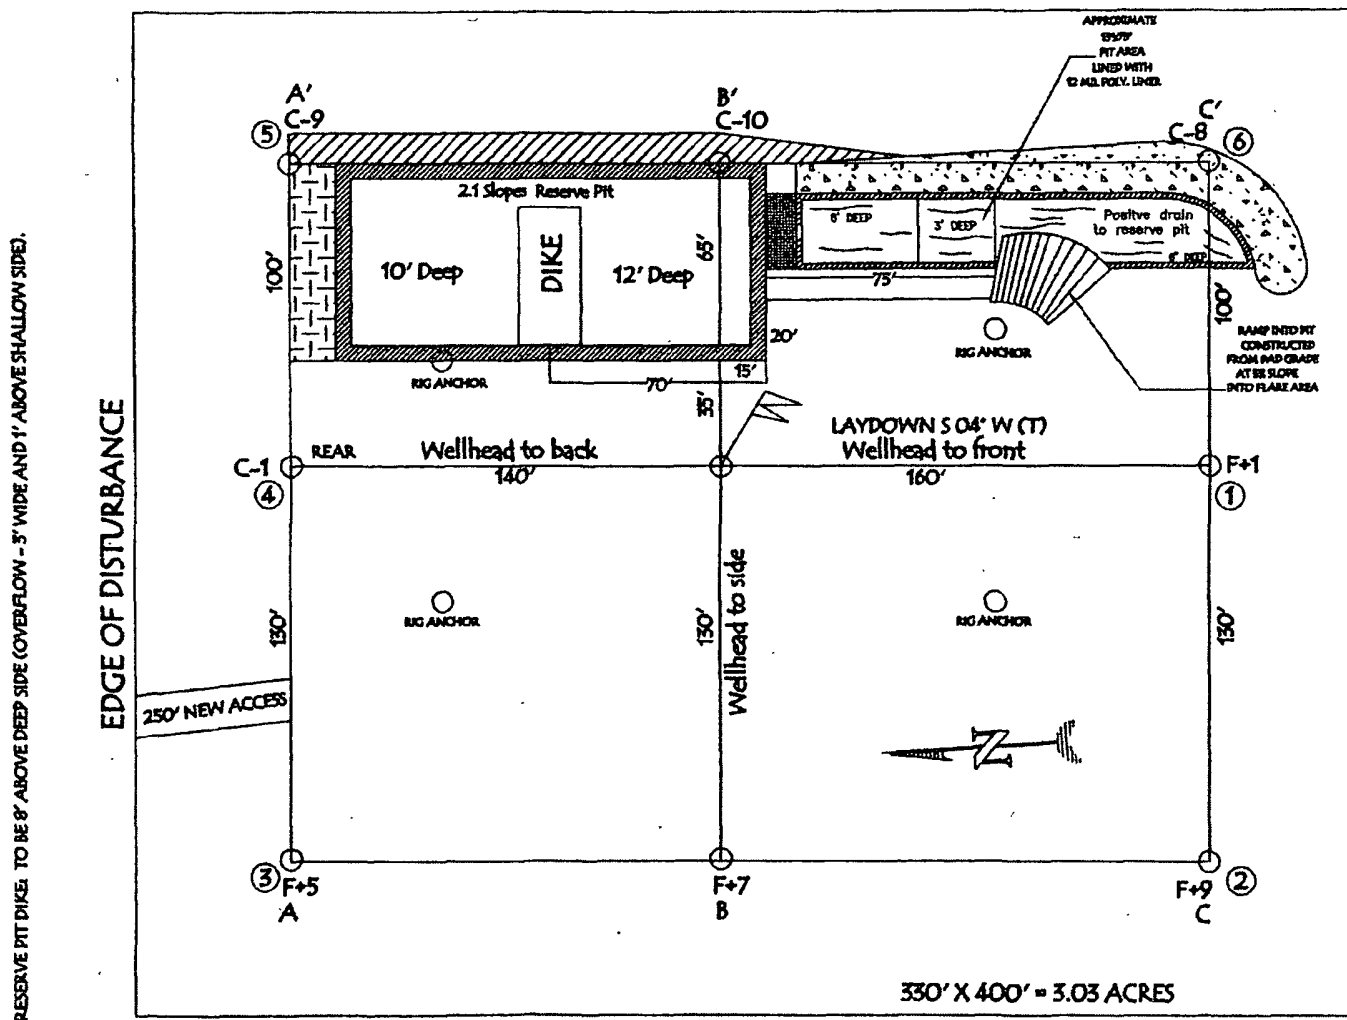 RESERVE PIT DIKE: TO BE 8' ABOVE DEEP SIDE (OVERFLOW - 3' WIDE AND 1' ABOVE SHALLOW SIDE).
EDGE OF DISTURBANCE
APPROXIMATE
PIT AREA
LINED WITH
12 MIL POLY. LINER
A'
C-9
5
B'
C-10
C'
C-8
6
2.1 Slopes Reserve Pit
10' Deep
DIKE
12' Deep
65'
100'
3' DEEP
Positve drain
to reserve pit
75'
100'
20'
15'
70'
35'
RIG ANCHOR
RIG ANCHOR
RAMP INTO PIT
CONSTRUCTED
FROM PAD GRADE
INTO FLARE AREA
LAYDOWN S 04° W (T)
REAR
Wellhead to back
140'
Wellhead to front
160'
C-1
4
F+1
1
130'
130'
Wellhead to side
130'
RIG ANCHOR
RIG ANCHOR
250' NEW ACCESS
N
3
F+5
A
F+7
B
F+9
C
2
330' X 400' = 3.03 ACRES